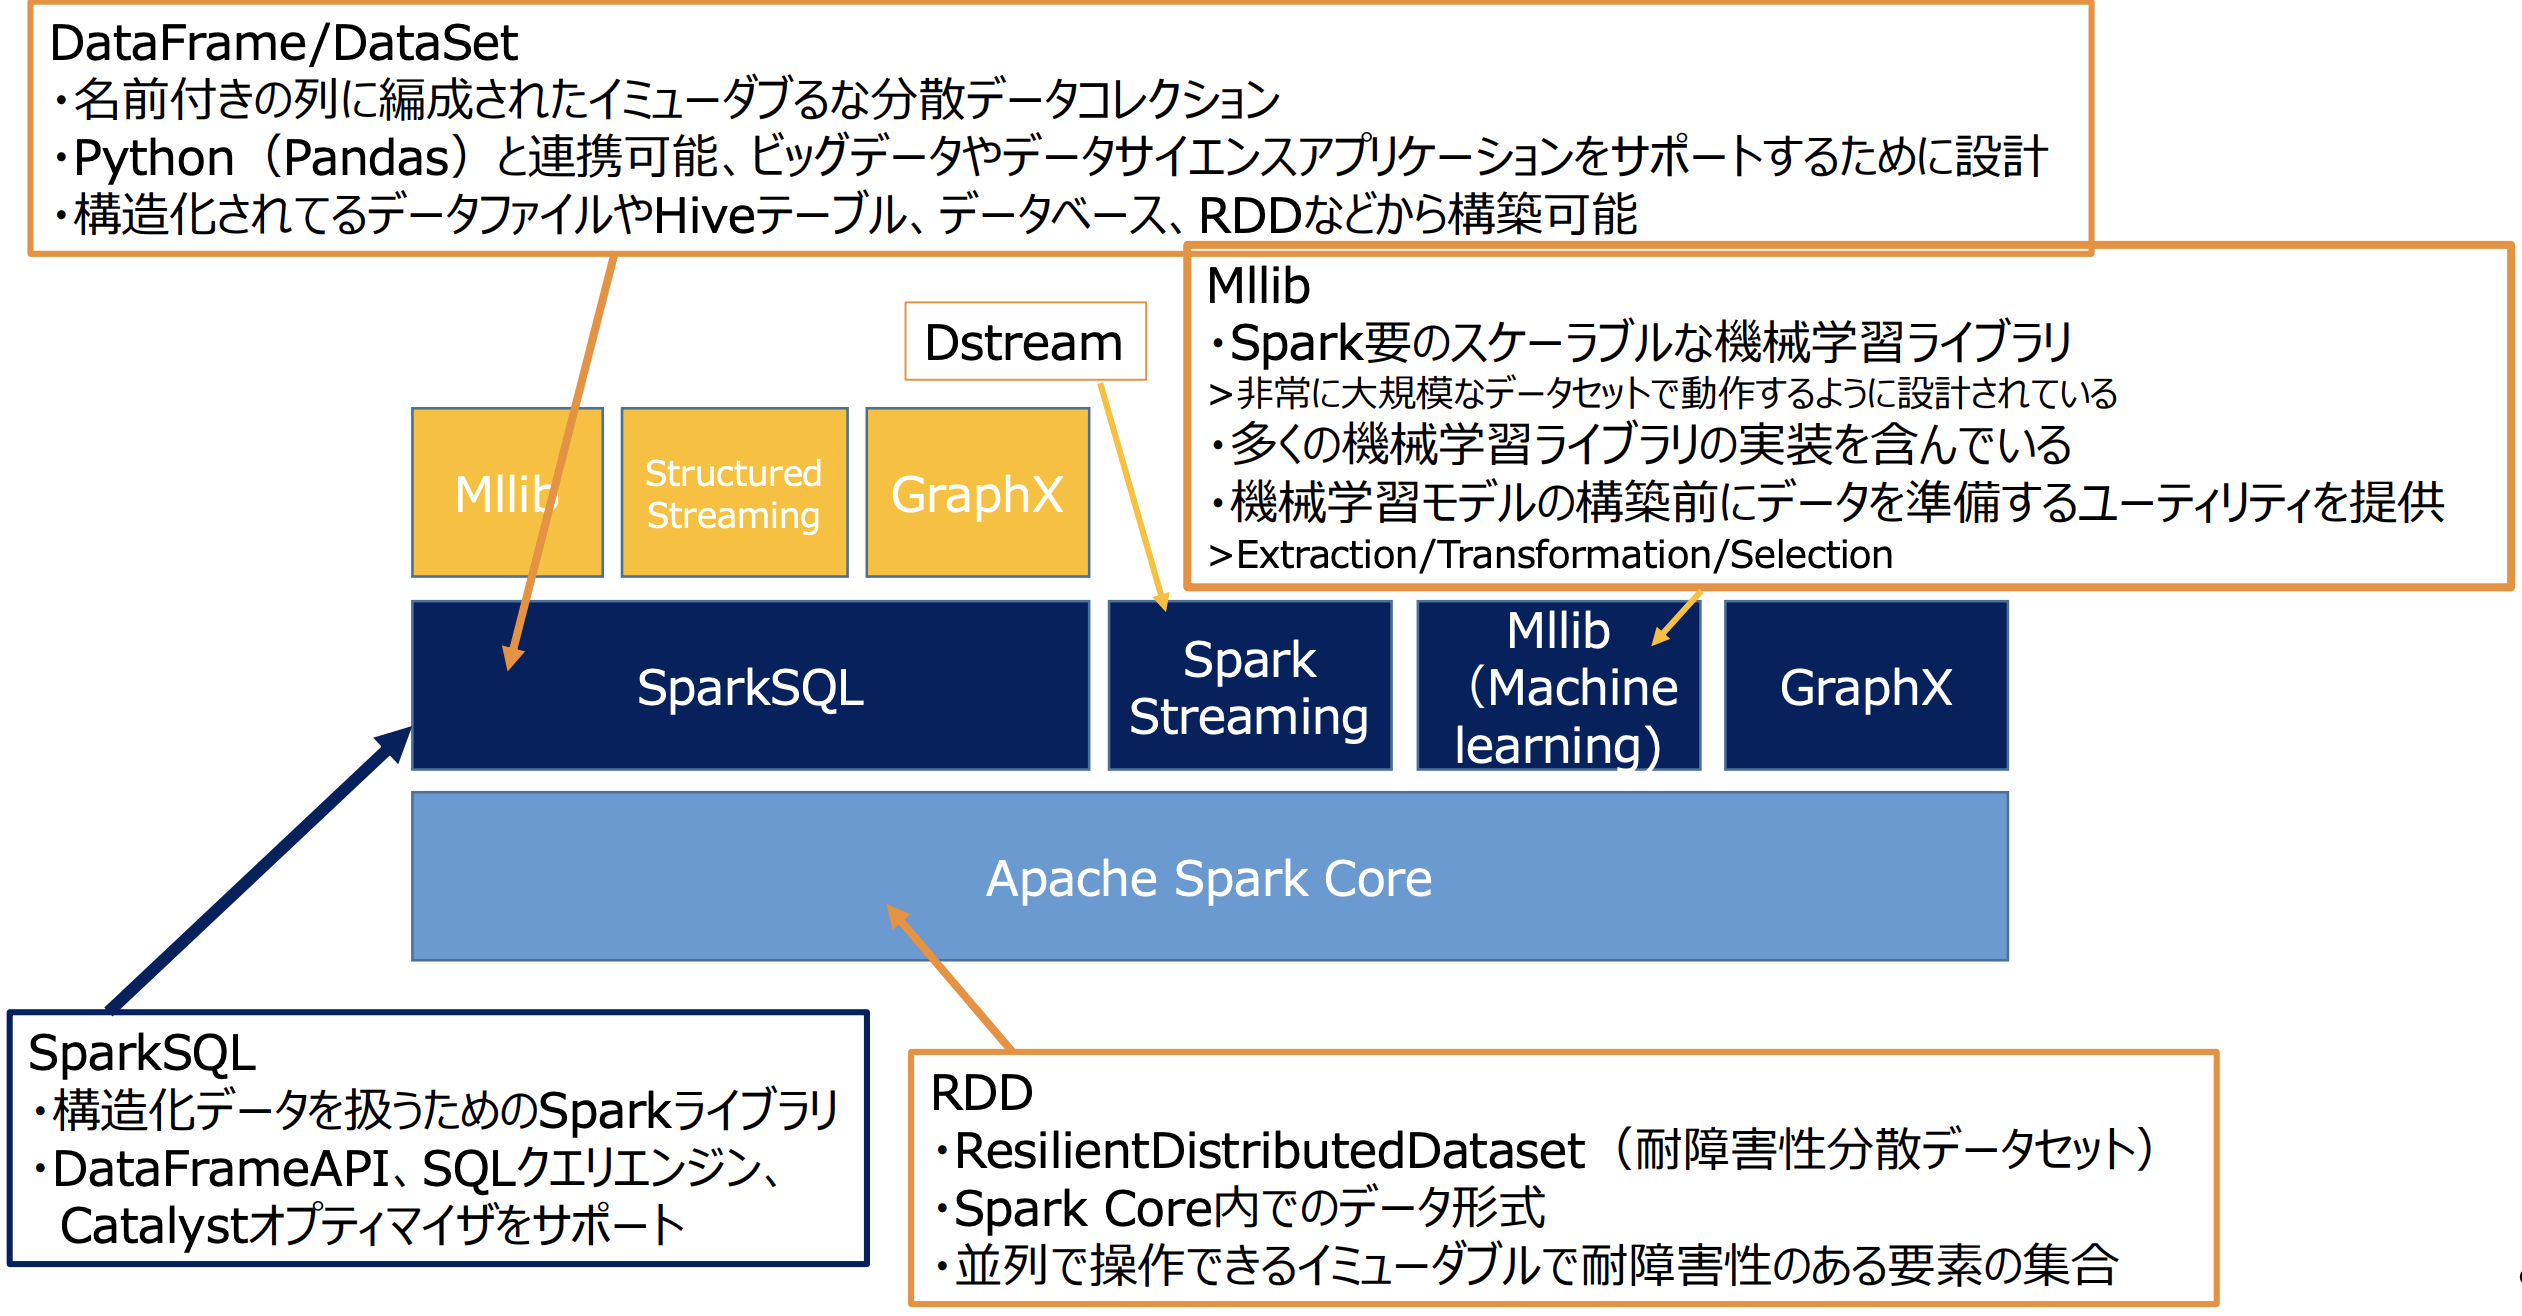 DataFrame/DataSet
・名前付きの列に編成されたイミューダブるな分散データコレクション
・Python（Pandas）と連携可能、ビッグデータやデータサイエンスアプリケーションをサポートするために設計
・構造化されてるデータファイルやHiveテーブル、データベース、RDDなどから構築可能
Mllib
・Spark要のスケーラブルな機械学習ライブラリ
>非常に大規模なデータセットで動作するように設計されている
・多くの機械学習ライブラリの実装を含んでいる
・機械学習モデルの構築前にデータを準備するユーティリティを提供
>Extraction/Transformation/Selection
Dstream
Mllib
Structured
Streaming
GraphX
SparkSQL
Spark
Streaming
Mllib
（Machine
learning)
GraphX
Apache Spark Core
SparkSQL
・構造化データを扱うためのSparkライブラリ
・DataFrameAPI、SQLクエリエンジン、
Catalystオプティマイザをサポート
RDD
・ResilientDistributedDataset（耐障害性分散データセット）
・Spark Core内でのデータ形式
・並列で操作できるイミューダブルで耐障害性のある要素の集合